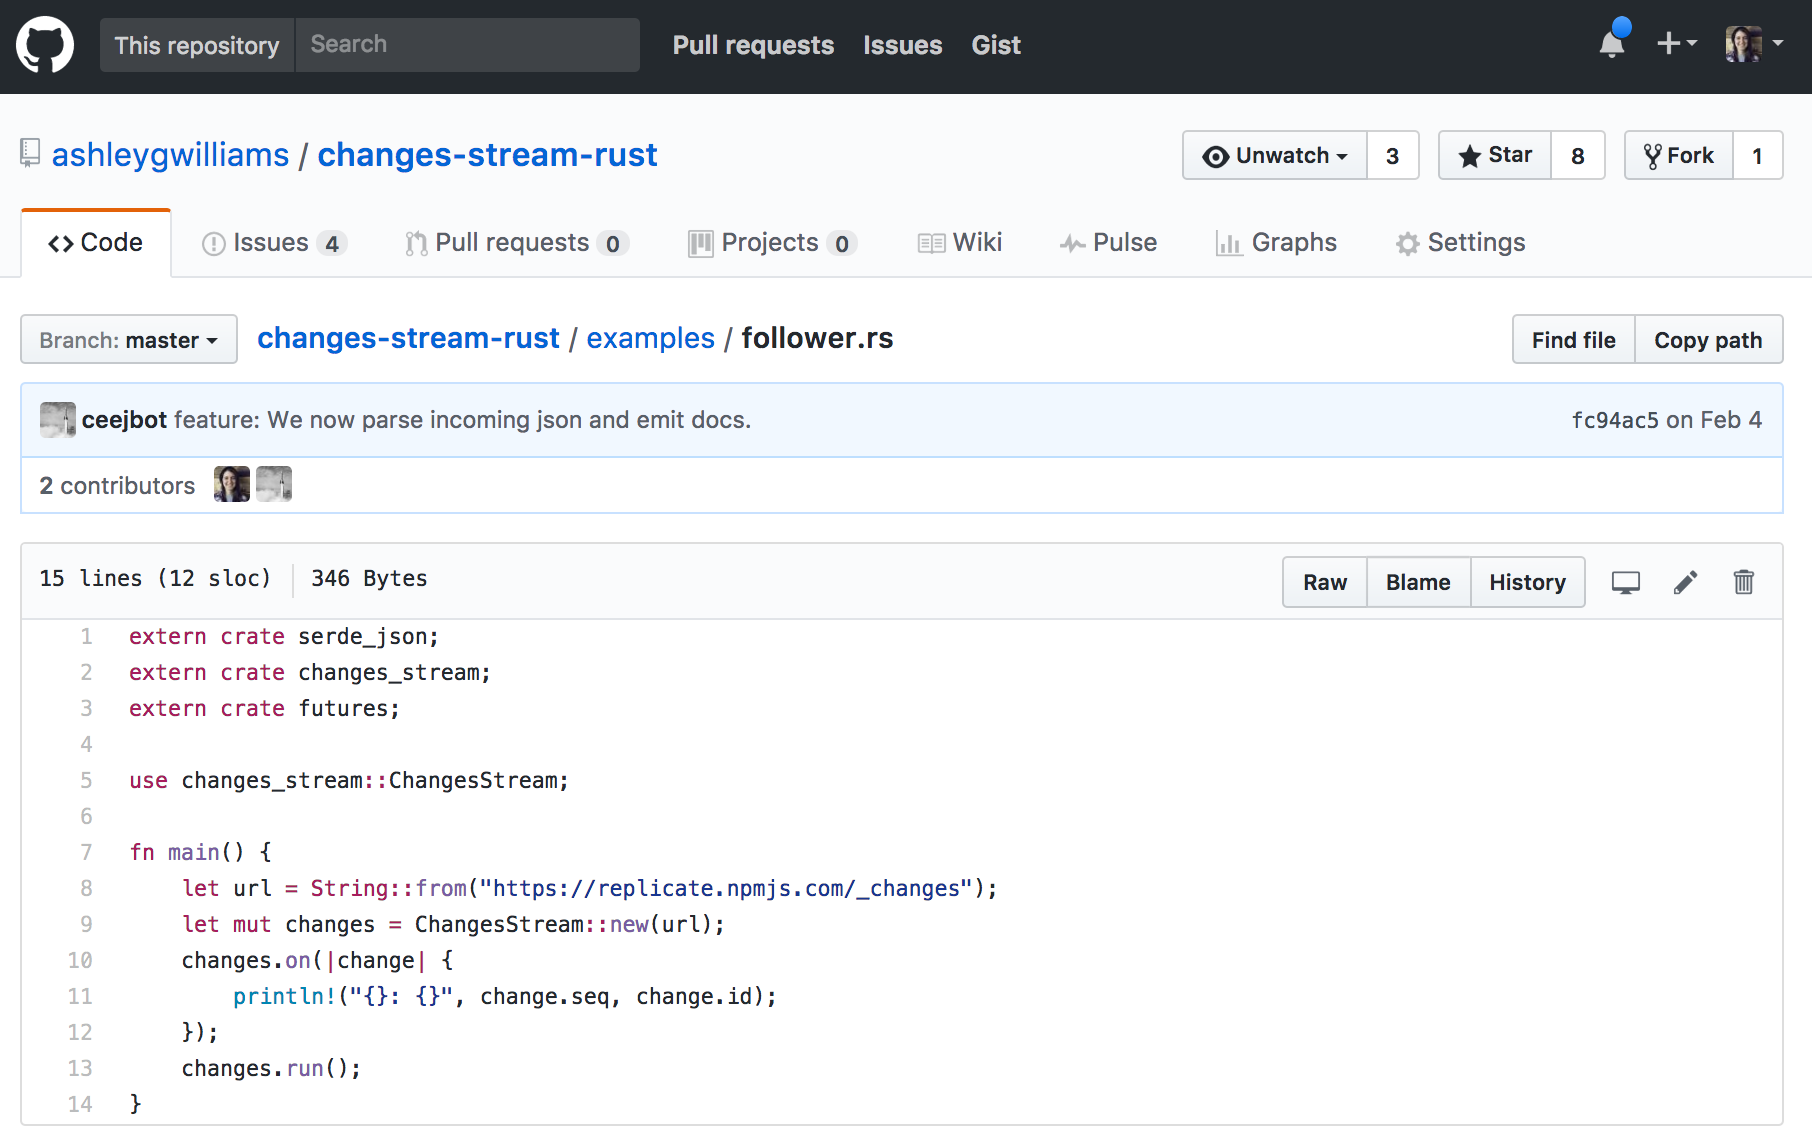 This repository Search Pull requests Issues Gist
ashleygwilliams / changes-stream-rust Unwatch 3 Star 8 Fork 1
Code Issues 4 Pull requests 0 Projects 0 Wiki Pulse Graphs Settings
Branch: master changes-stream-rust / examples / follower.rs Find file Copy path
ceejbot feature: We now parse incoming json and emit docs. fc94ac5 on Feb 4
2 contributors
15 lines (12 sloc) 346 Bytes Raw Blame History
1 extern crate serde_json;
2 extern crate changes_stream;
3 extern crate futures;
4
5 use changes_stream::ChangesStream;
6
7 fn main() {
8     let url = String::from("https://replicate.npmjs.com/_changes");
9     let mut changes = ChangesStream::new(url);
10     changes.on(|change| {
11         println!("{}: {}", change.seq, change.id);
12     });
13     changes.run();
14 }